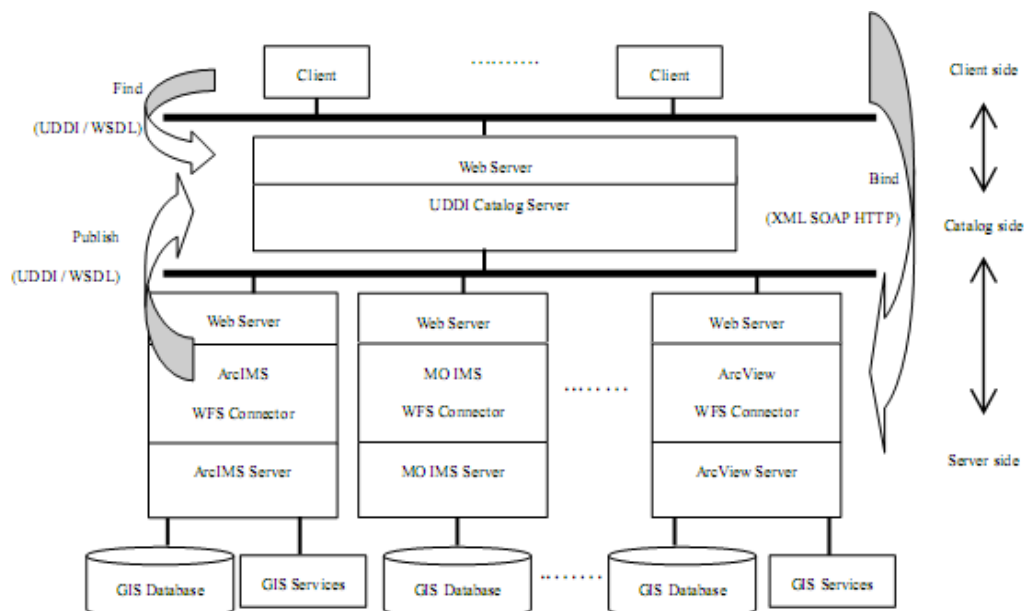 Client
Client
Client side
Find
(UDDI / WSDL)
Web Server
UDDI Catalog Server
Bind
(XML SOAP HTTP)
Catalog side
Publish
(UDDI / WSDL)
Web Server
ArcIMS
WFS Connector
ArcIMS Server
Web Server
MO IMS
WFS Connector
MO IMS Server
Web Server
ArcView
WFS Connector
ArcView Server
Server side
GIS Database
GIS Services
GIS Database
GIS Database
GIS Services